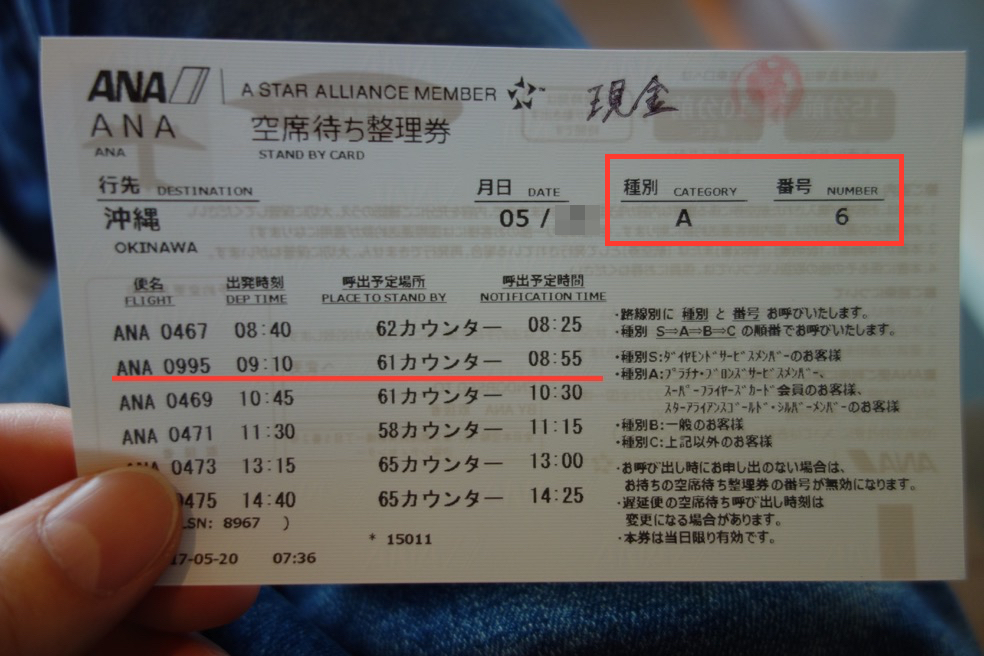 ANA A STAR ALLIANCE MEMBER 現金
ANA 空席待ち整理券
ANA STAND BY CARD
行先 DESTINATION 月日 DATE 種別 CATEGORY 番号 NUMBER
沖縄 05/ A 6
OKINAWA
便名 出発時刻 呼出予定場所 呼出予定時間
FLIGHT DEP TIME PLACE TO STAND BY NOTIFICATION TIME
ANA 0467 08:40 62カウンター 08:25
ANA 0995 09:10 61カウンター 08:55
ANA 0469 10:45 61カウンター 10:30
ANA 0471 11:30 58カウンター 11:15
ANA 0473 13:15 65カウンター 13:00
0475 14:40 65カウンター 14:25
LSN: 8967 )
* 15011
17-05-20 07:36
・路線別に 種別 と 番号 お呼びいたします。
・種別 S⇒A⇒B⇒C の順番でお呼びいたします。
・種別S:ﾀﾞｲﾔﾓﾝﾄﾞｻｰﾋﾞｽﾒﾝﾊﾞｰのお客様
・種別A:ﾌﾟﾗﾁﾅ・ﾌﾞﾛﾝｽﾞｻｰﾋﾞｽﾒﾝﾊﾞｰ、
ｽｰﾊﾟｰﾌﾗｲﾔｰｽﾞｶｰﾄﾞ会員のお客様、
ｽﾀｰｱﾗｲｱﾝｽｺﾞｰﾙﾄﾞ・ｼﾙﾊﾞｰﾒﾝﾊﾞｰのお客様
・種別B:一般のお客様
・種別C:上記以外のお客様
・お呼び出し時にお申し出のない場合は、
お持ちの空席待ち整理券の番号が無効になります。
・遅延便の空席待ち呼び出し時刻は
変更になる場合があります。
・本券は当日限り有効です。